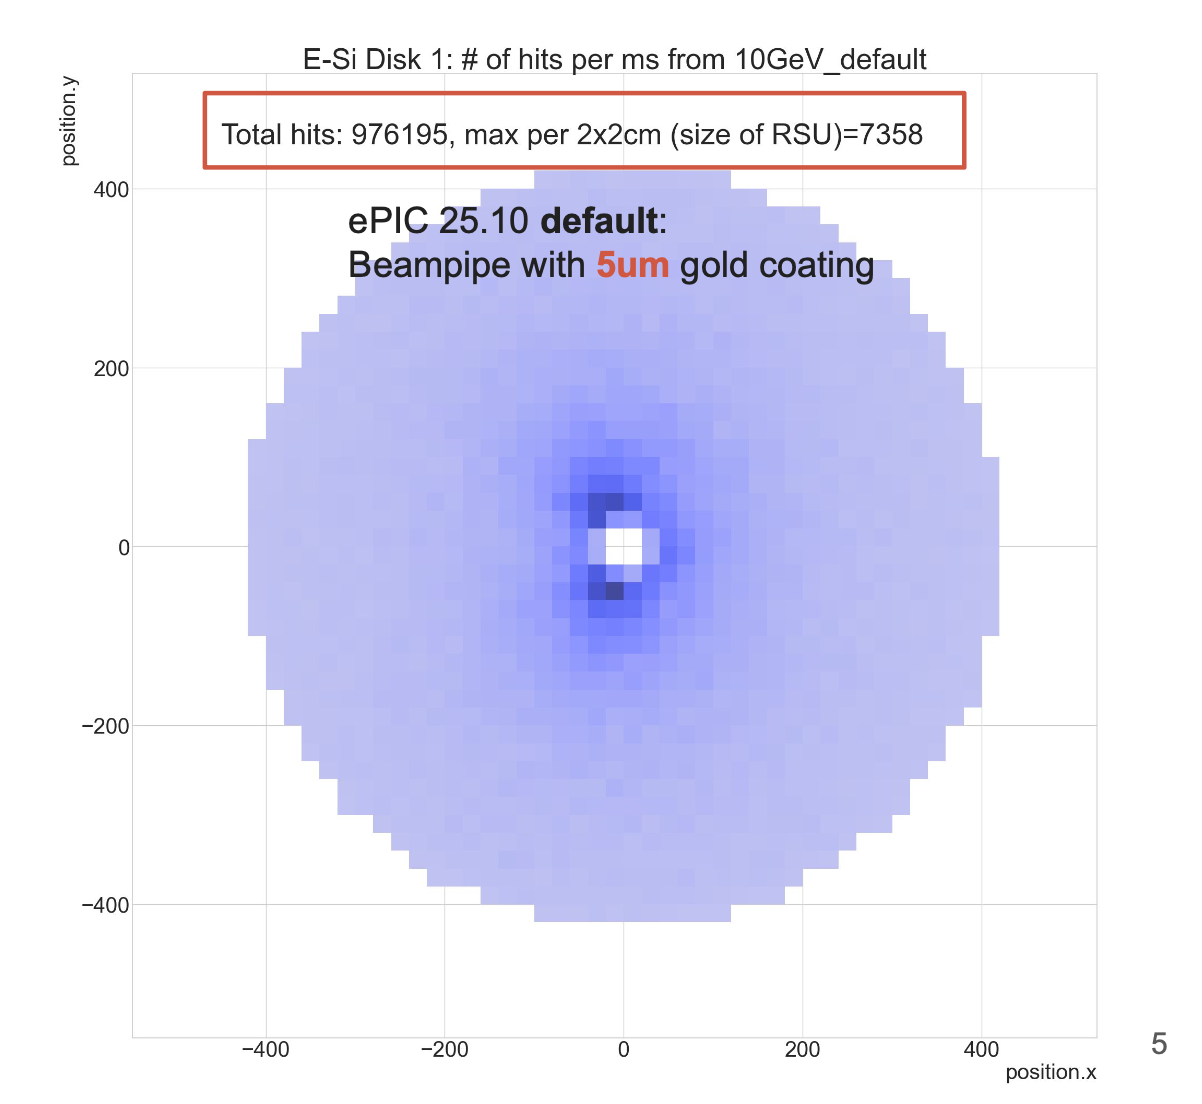 E-Si Disk 1: # of hits per ms from 10GeV_default
position.y
Total hits: 976195, max per 2x2cm (size of RSU)=7358
400
ePIC 25.10 default:
Beampipe with 5um gold coating
200
0
−200
−400
−400 −200 0 200 400
position.x
5